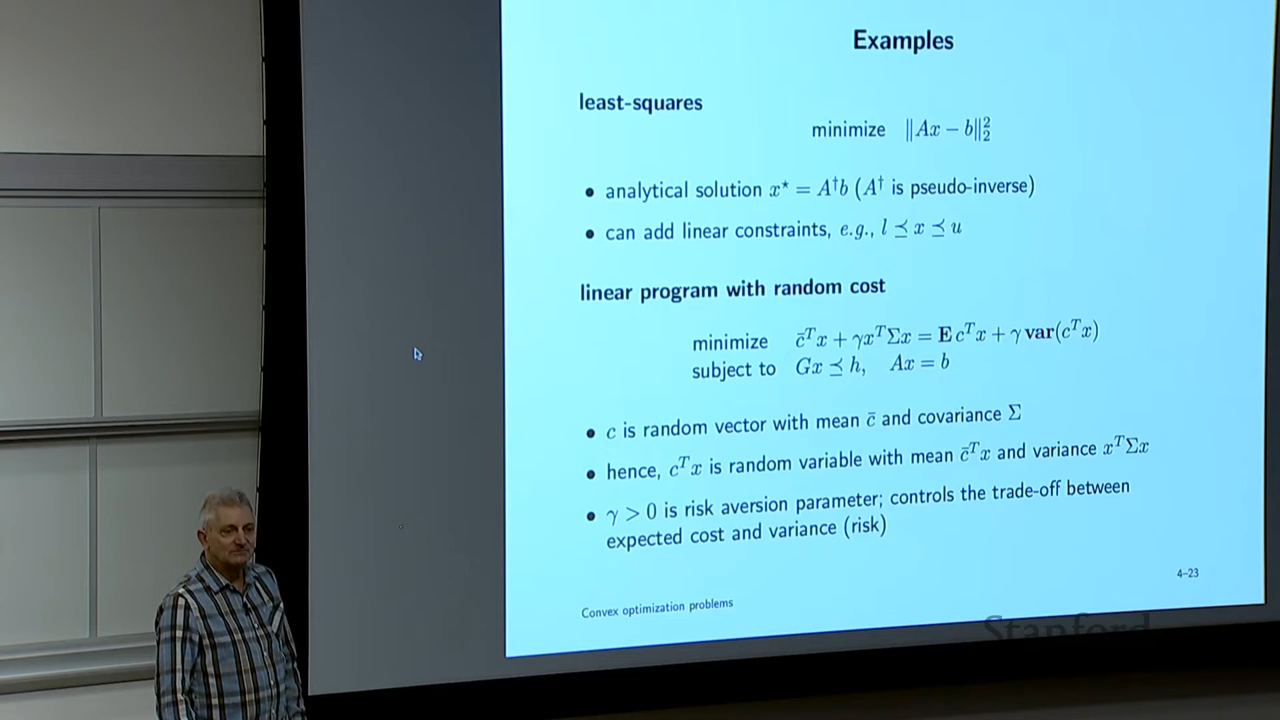 Examples
least-squares
minimize ‖Ax − b‖₂²
• analytical solution x⋆ = A†b (A† is pseudo-inverse)
• can add linear constraints, e.g., l ⪯ x ⪯ u
linear program with random cost
minimize c̄ᵀx + γxᵀΣx = E cᵀx + γ var(cᵀx)
subject to Gx ⪯ h, Ax = b
• c is random vector with mean c̄ and covariance Σ
• hence, cᵀx is random variable with mean c̄ᵀx and variance xᵀΣx
• γ > 0 is risk aversion parameter; controls the trade-off between
expected cost and variance (risk)
Convex optimization problems 4–23
Stanford